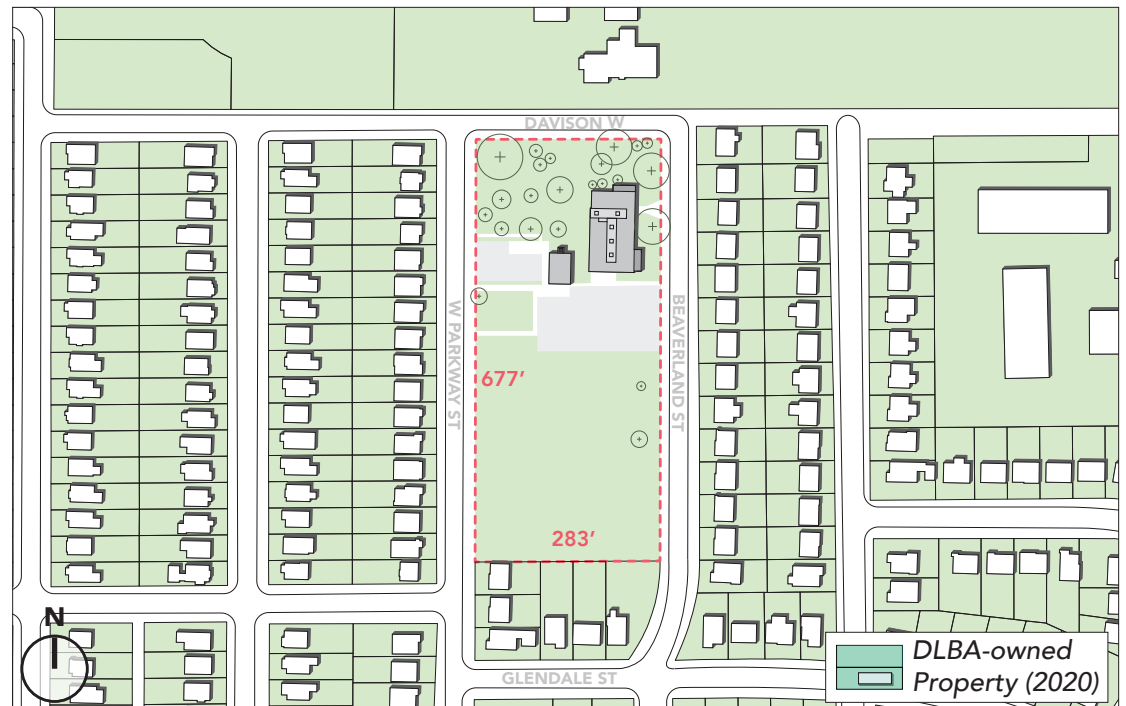 DAVISON W
W PARKWAY ST
BEAVERLAND ST
677’
283’
N
GLENDALE ST
DLBA-owned
Property (2020)